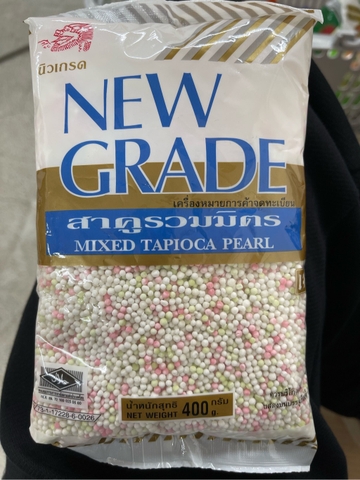 นิวเกรด
NEW
GRADE
เครื่องหมายการค้าจดทะเบียน
สาคูรวมมิตร
MIXED TAPIOCA PEARL
น้ำหนักสุทธิ 400 กรัม
NET WEIGHT g.